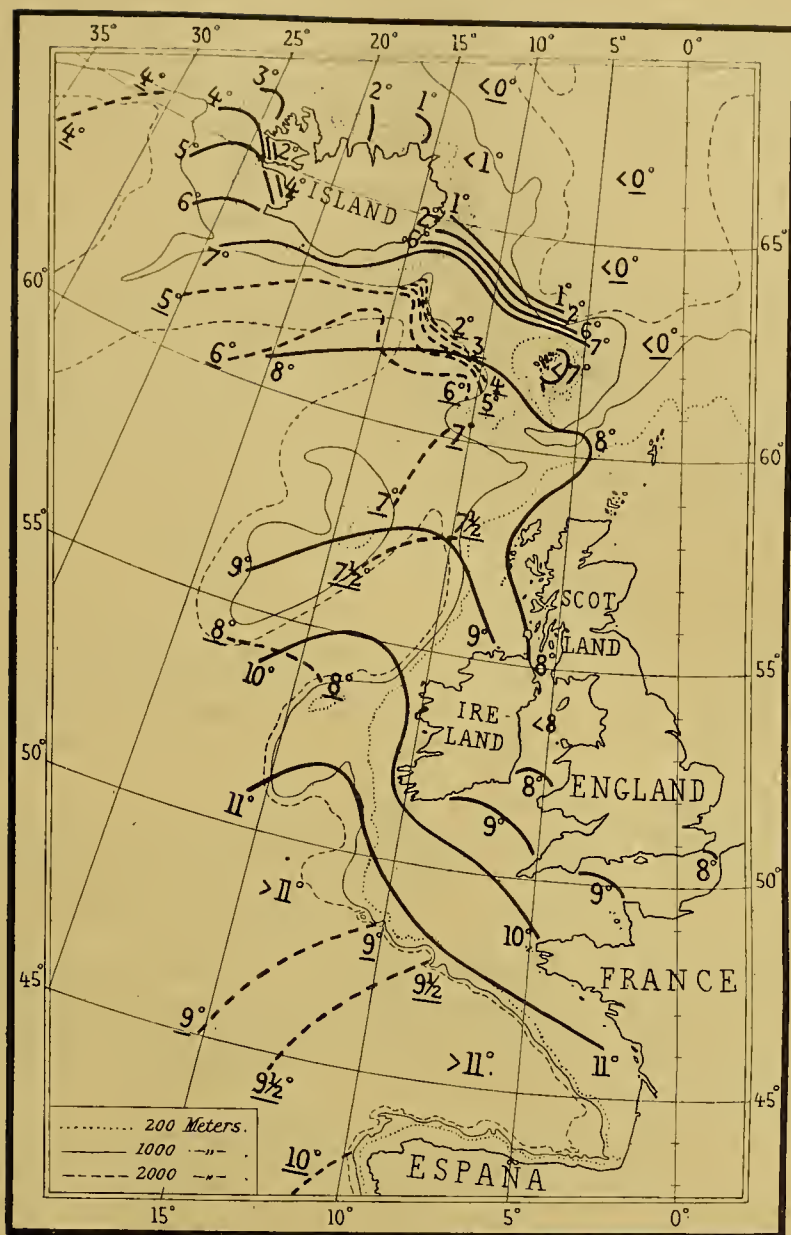 35° 30° 25° 20° 15° 10° 5° 0°
4° 4° 3° 2° 1° <0°
4°
5° 2° <1° <0°
4° ISLAND
6° 1°
2°
6° 65°
7° <0°
60° 5° 1°
2° 2°
6°
3 7° <0°
6° 8° 4 7°
6° 5°
7° 8°
60°
7°
55° 7½
9° 7½°
SCOT
8° 9° LAND
10° 8° 8° 55°
IRE-
LAND <8
50°
11° 8° ENGLAND
9° 8°
>11° 9° 50°
10°
9° FRANCE
45° 9½
9° >11° 11°
9½° 45°
200 Meters.
1000 -〃-
2000 -〃-
10° ESPAÑA
15° 10° 5° 0°